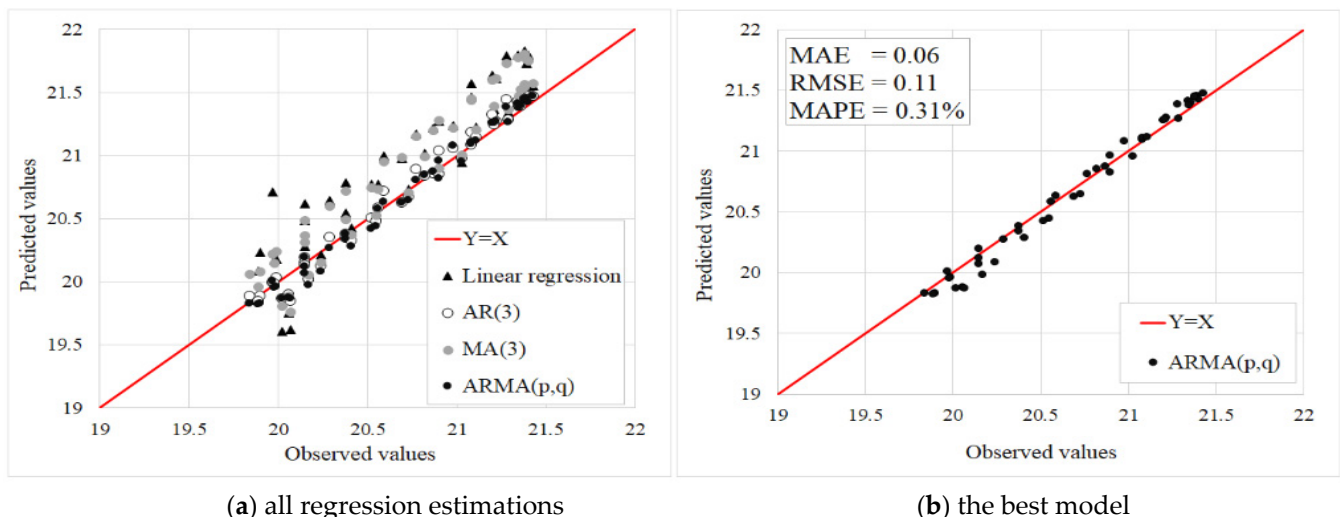 22
21.5
21
20.5
20
19.5
19
Predicted values
Y=X
Linear regression
AR(3)
MA(3)
ARMA(p,q)
19 19.5 20 20.5 21 21.5 22
Observed values
(a) all regression estimations
22
21.5
21
20.5
20
19.5
19
Predicted values
MAE = 0.06
RMSE = 0.11
MAPE = 0.31%
Y=X
ARMA(p,q)
19 19.5 20 20.5 21 21.5 22
Observed values
(b) the best model